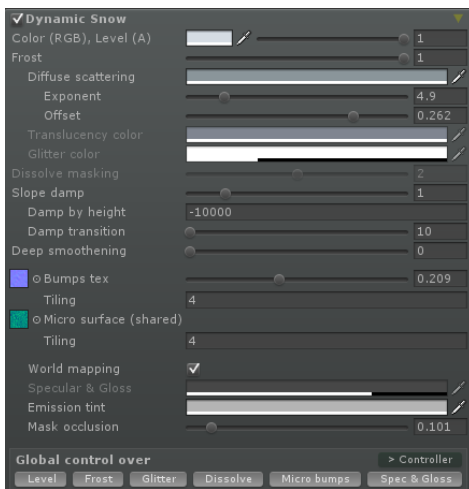 Dynamic Snow
Color (RGB), Level (A) 1
Frost 1
Diffuse scattering
Exponent 4.9
Offset 0.262
Translucency color
Glitter color
Dissolve masking 2
Slope damp 1
Damp by height -10000
Damp transition 10
Deep smoothening 0
Bumps tex 0.209
Tiling 4
Micro surface (shared)
Tiling 4
World mapping
Specular & Gloss
Emission tint
Mask occlusion 0.101
Global control over > Controller
Level Frost Glitter Dissolve Micro bumps Spec & Gloss